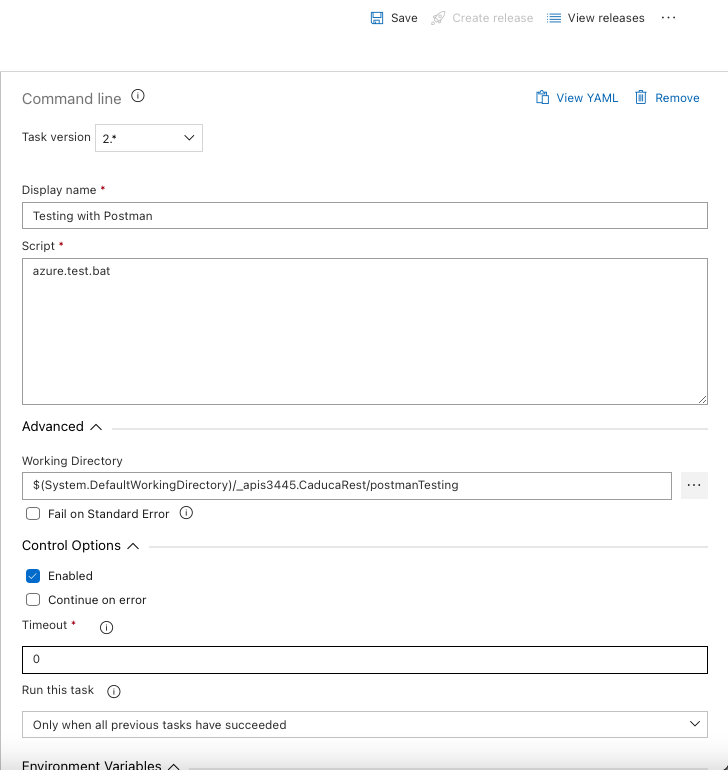 Save Create release View releases ...
Command line View YAML Remove
Task version 2.*
Display name *
Testing with Postman
Script *
azure.test.bat
Advanced
Working Directory
$(System.DefaultWorkingDirectory)/_apis3445.CaducaRest/postmanTesting ...
Fail on Standard Error
Control Options
Enabled
Continue on error
Timeout *
0
Run this task
Only when all previous tasks have succeeded
Environment Variables